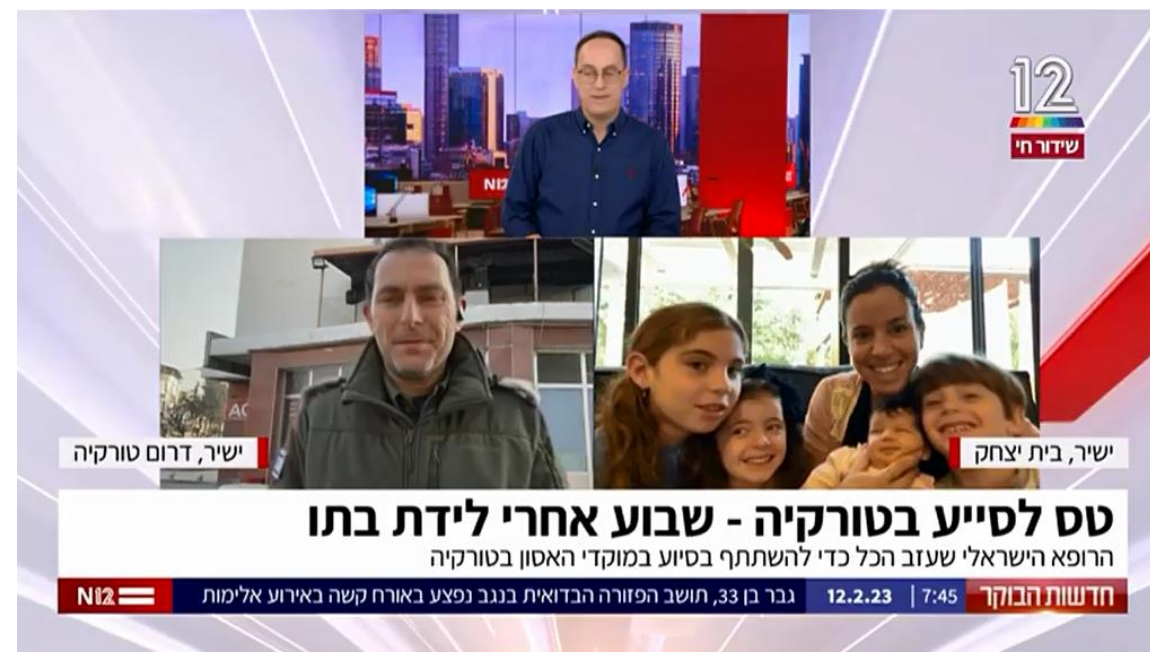 12
שידור חי
N12
AC
ישיר, דרום טורקיה
ישיר, בית יצחק
טס לסייע בטורקיה - שבוע אחרי לידת בתו
הרופא הישראלי שעזב הכל כדי להשתתף בסיוע במוקדי האסון בטורקיה
חדשות הבוקר 7:45 | 12.2.23 גבר בן 33, תושב הפזורה הבדואית בנגב נפצע באורח קשה באירוע אלימות N12